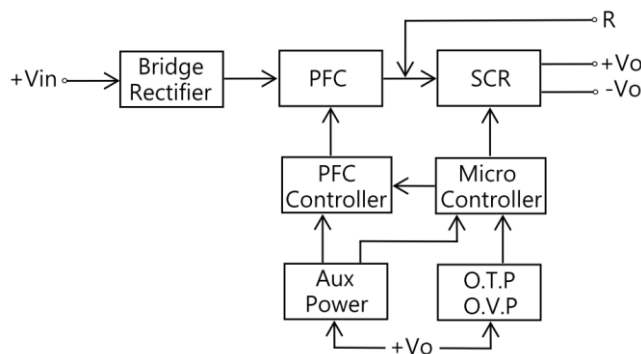 R
+Vin
Bridge
Rectifier
PFC
SCR
+Vo
-Vo
PFC
Controller
Micro
Controller
Aux
Power
O.T.P
O.V.P
+Vo